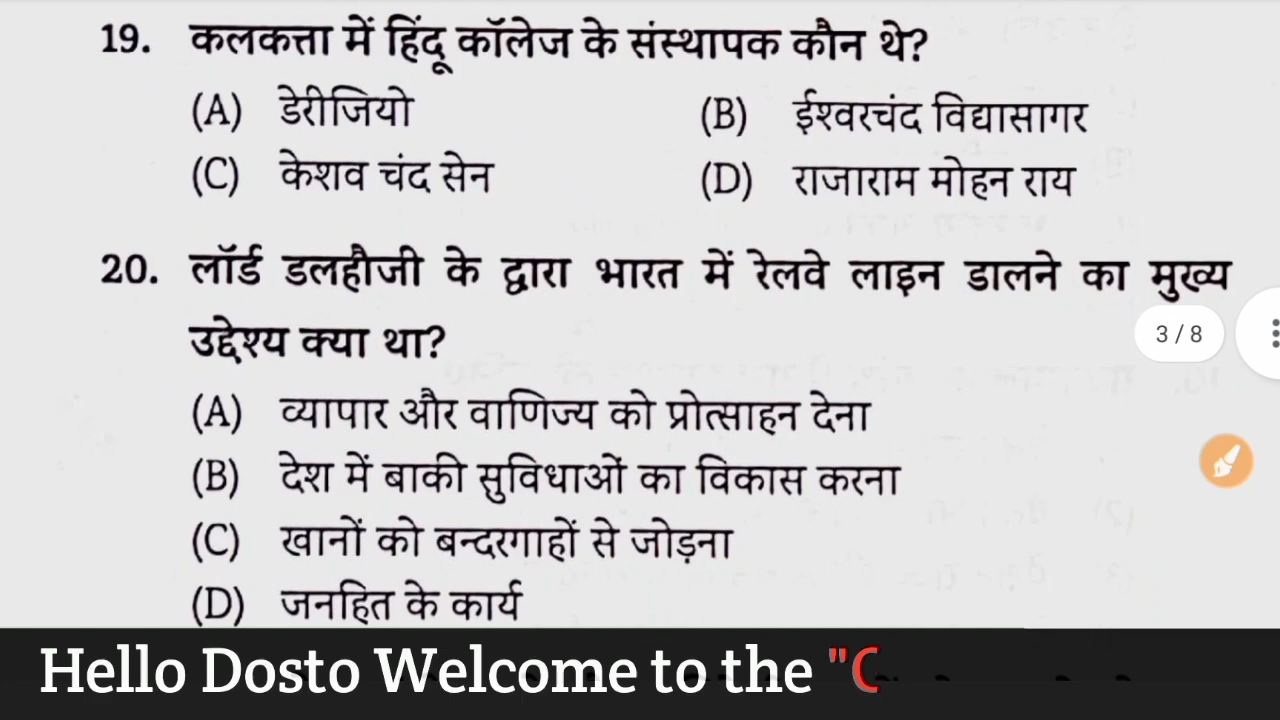 19. कलकत्ता में हिंदू कॉलेज के संस्थापक कौन थे?
(A) डेरीजियो (B) ईश्वरचंद विद्यासागर
(C) केशव चंद सेन (D) राजाराम मोहन राय
20. लॉर्ड डलहौजी के द्वारा भारत में रेलवे लाइन डालने का मुख्य
उद्देश्य क्या था?
3 / 8
(A) व्यापार और वाणिज्य को प्रोत्साहन देना
(B) देश में बाकी सुविधाओं का विकास करना
(C) खानों को बन्दरगाहों से जोड़ना
(D) जनहित के कार्य
Hello Dosto Welcome to the "C